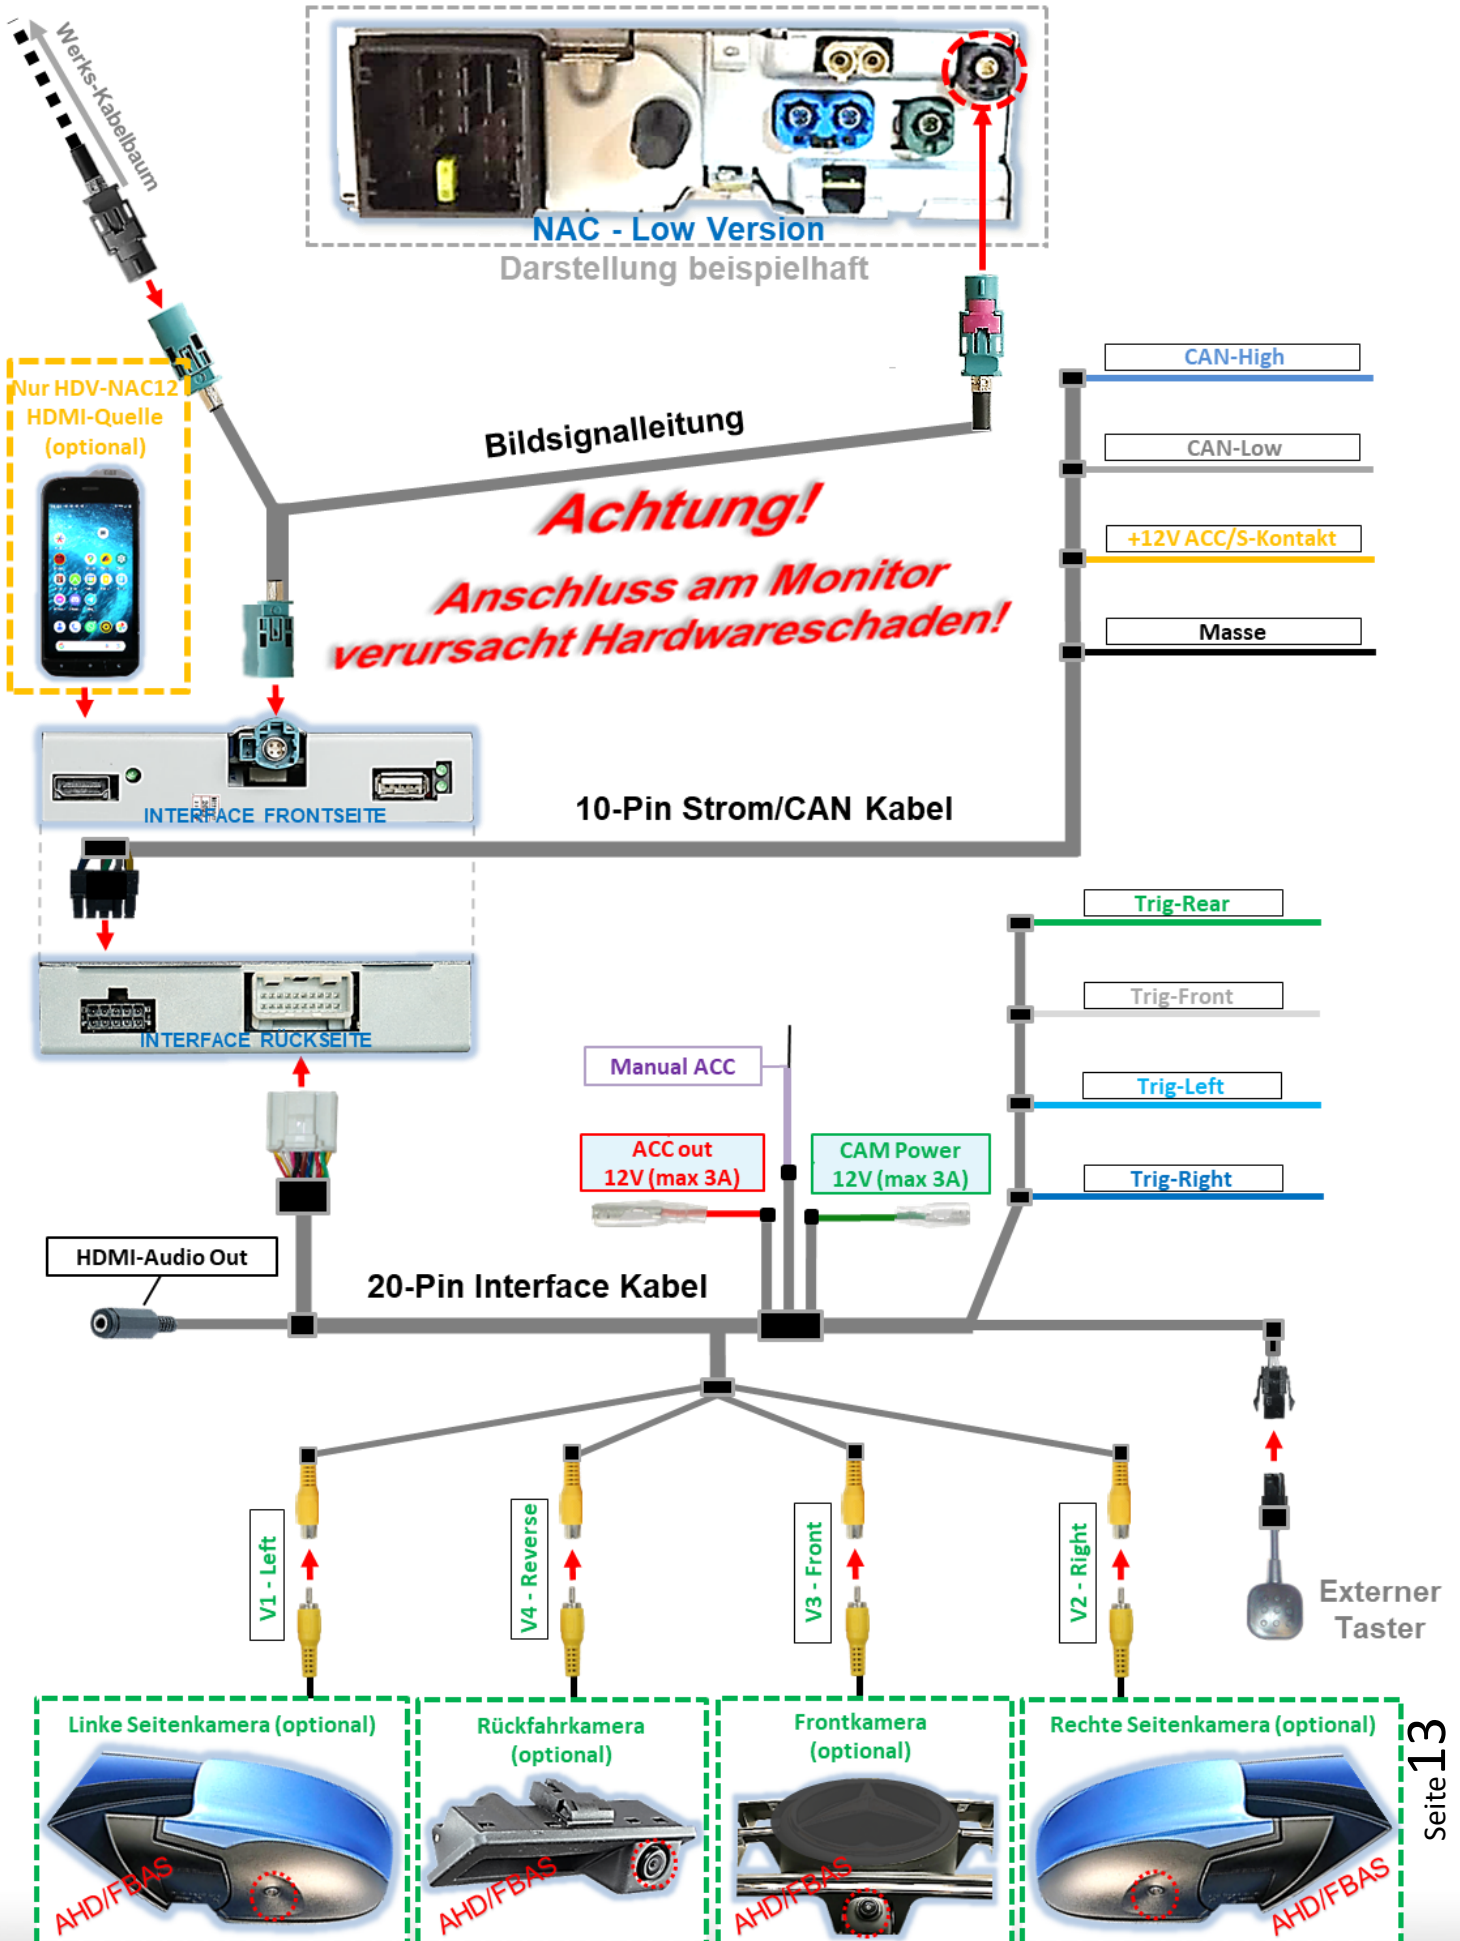 Werks-Kabelbaum
NAC - Low Version
Darstellung beispielhaft
Nur HDV-NAC12
HDMI-Quelle
(optional)
Bildsignalleitung
Achtung!
Anschluss am Monitor
verursacht Hardwareschaden!
CAN-High
CAN-Low
+12V ACC/S-Kontakt
Masse
INTERFACE FRONTSEITE
10-Pin Strom/CAN Kabel
INTERFACE RÜCKSEITE
Trig-Rear
Trig-Front
Trig-Left
Trig-Right
Manual ACC
ACC out
12V (max 3A)
CAM Power
12V (max 3A)
HDMI-Audio Out
20-Pin Interface Kabel
V1 - Left
V4 - Reverse
V3 - Front
V2 - Right
Externer
Taster
Linke Seitenkamera (optional)
AHD/FBAS
Rückfahrkamera
(optional)
AHD/FBAS
Frontkamera
(optional)
AHD/FBAS
Rechte Seitenkamera (optional)
AHD/FBAS
Seite 13